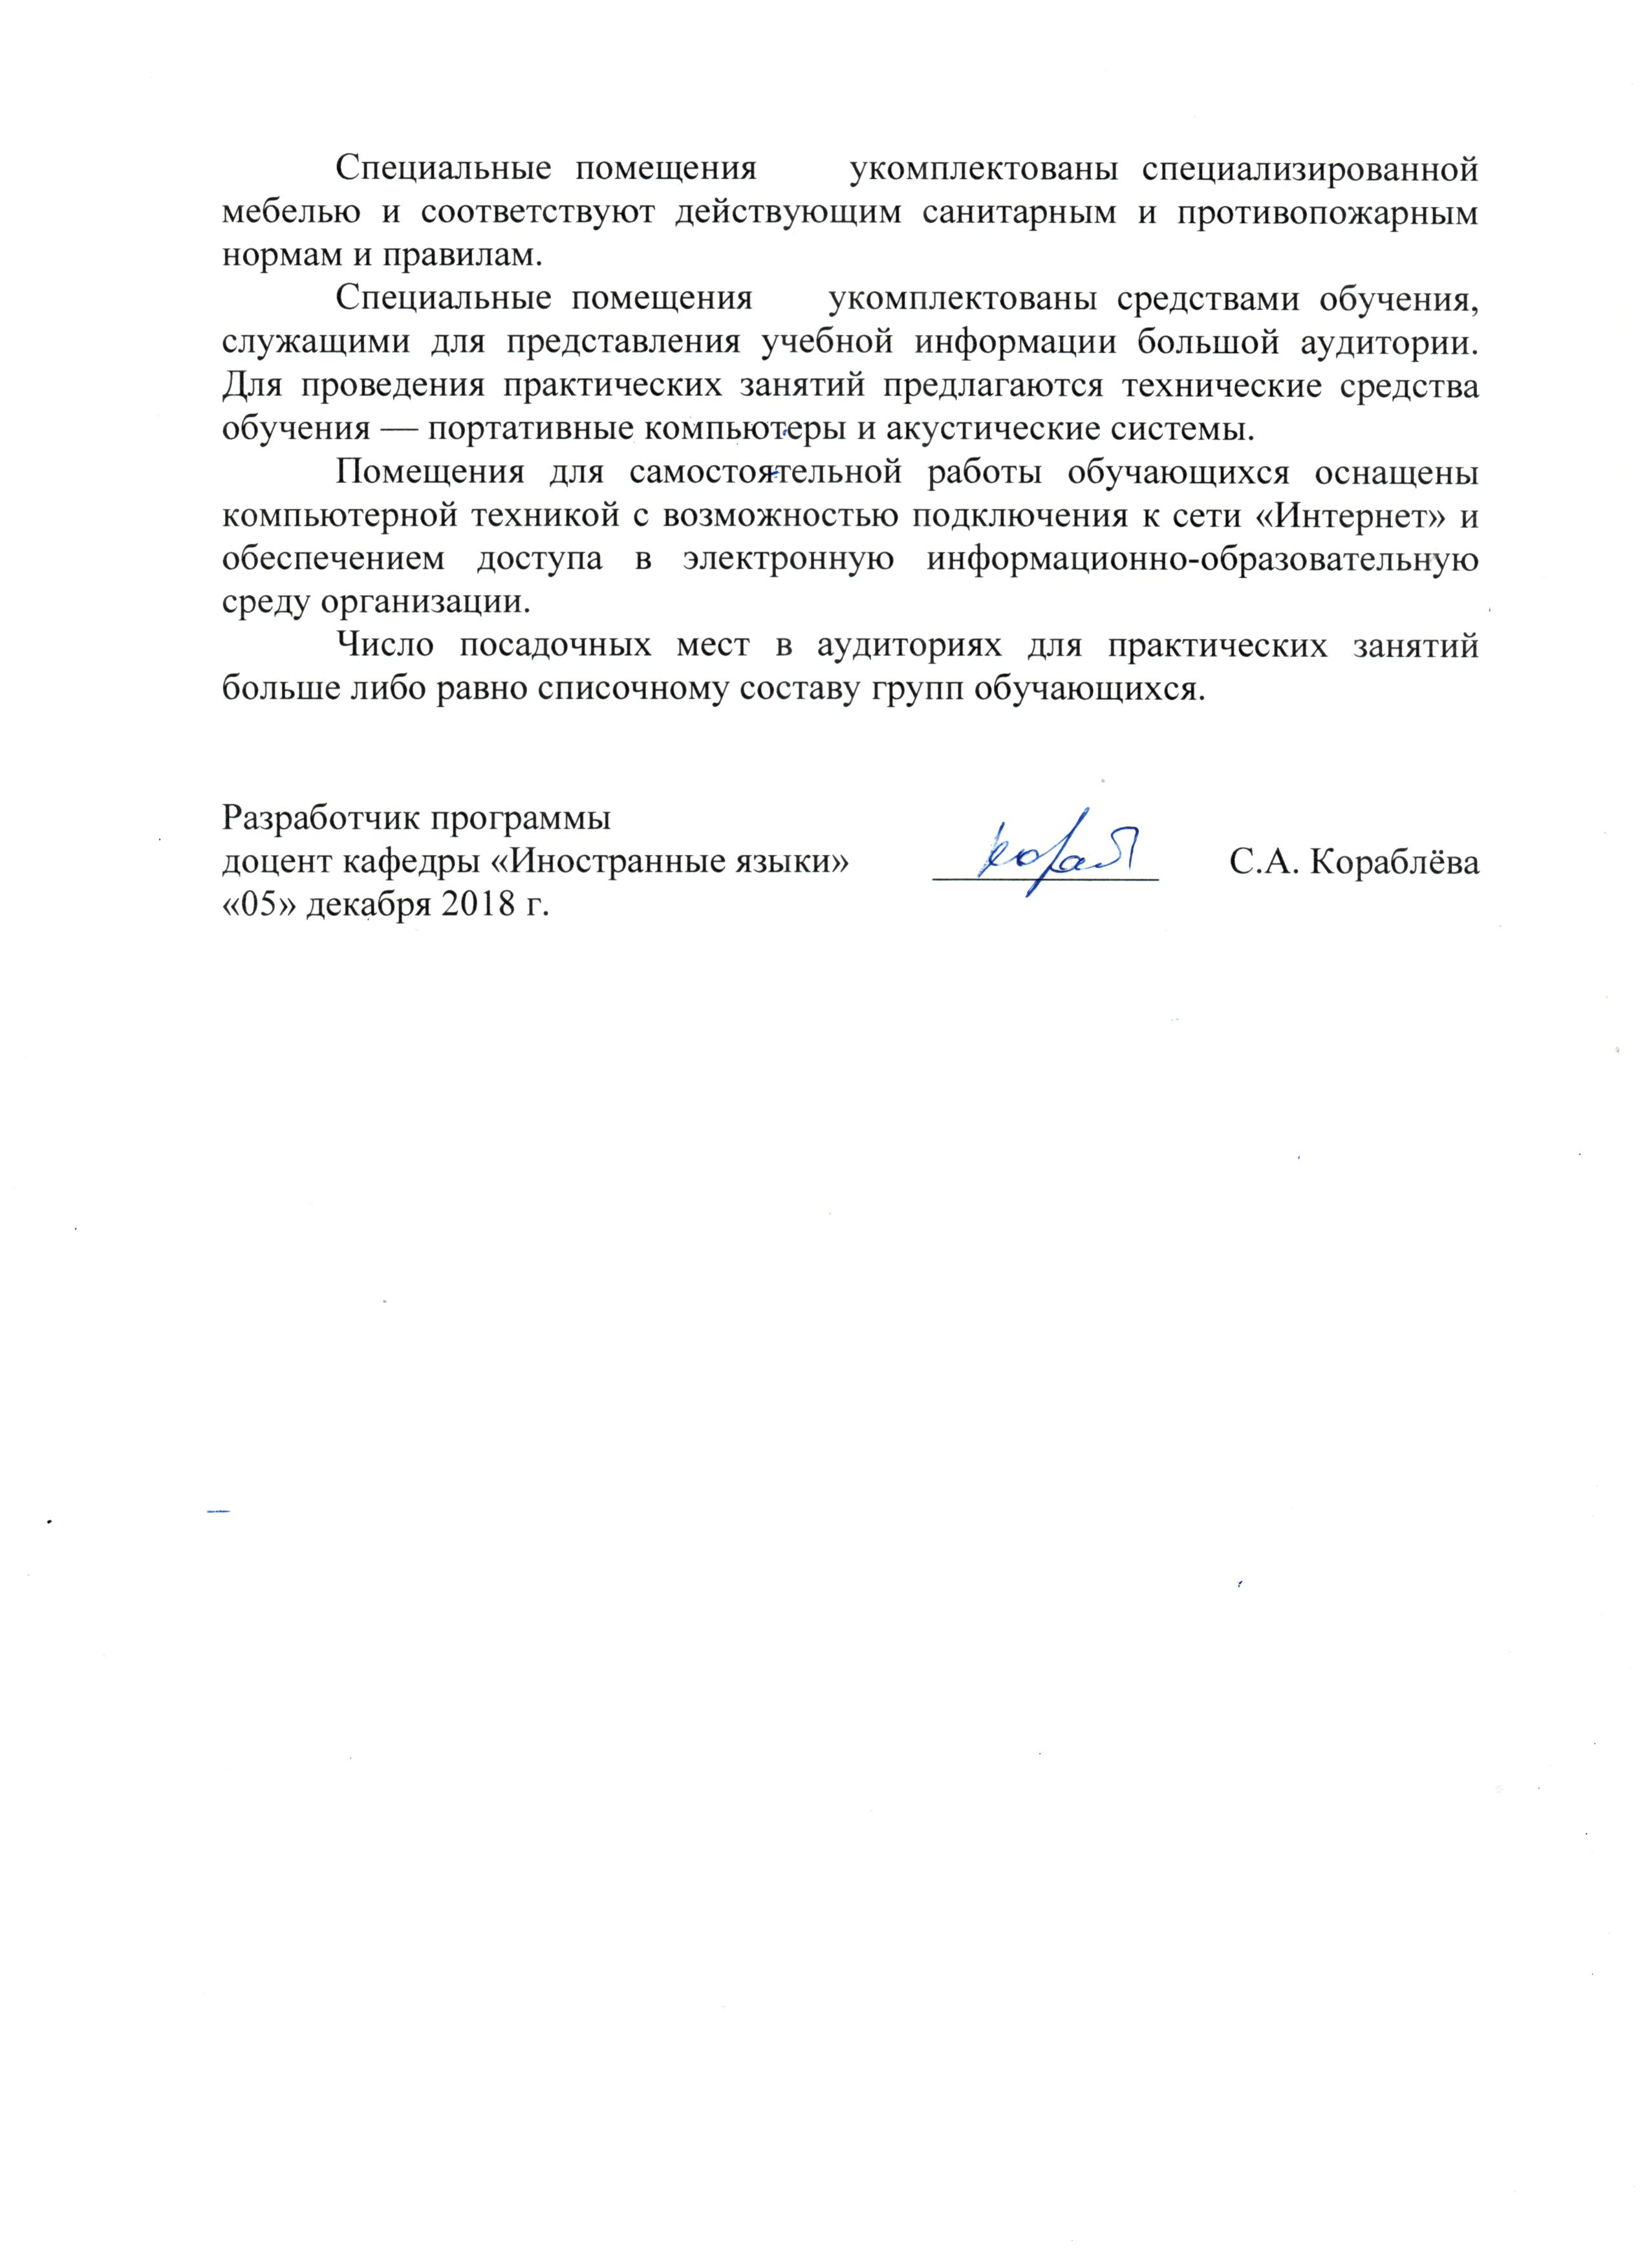 Специальные помещения укомплектованы специализированной
мебелью и соответствуют действующим санитарным и противопожарным
нормам и правилам.
Специальные помещения укомплектованы средствами обучения,
служащими для представления учебной информации большой аудитории.
Для проведения практических занятий предлагаются технические средства
обучения — портативные компьютеры и акустические системы.
Помещения для самостоятельной работы обучающихся оснащены
компьютерной техникой с возможностью подключения к сети «Интернет» и
обеспечением доступа в электронную информационно-образовательную
среду организации.
Число посадочных мест в аудиториях для практических занятий
больше либо равно списочному составу групп обучающихся.
Разработчик программы
доцент кафедры «Иностранные языки» С.А. Кораблёва
«05» декабря 2018 г.